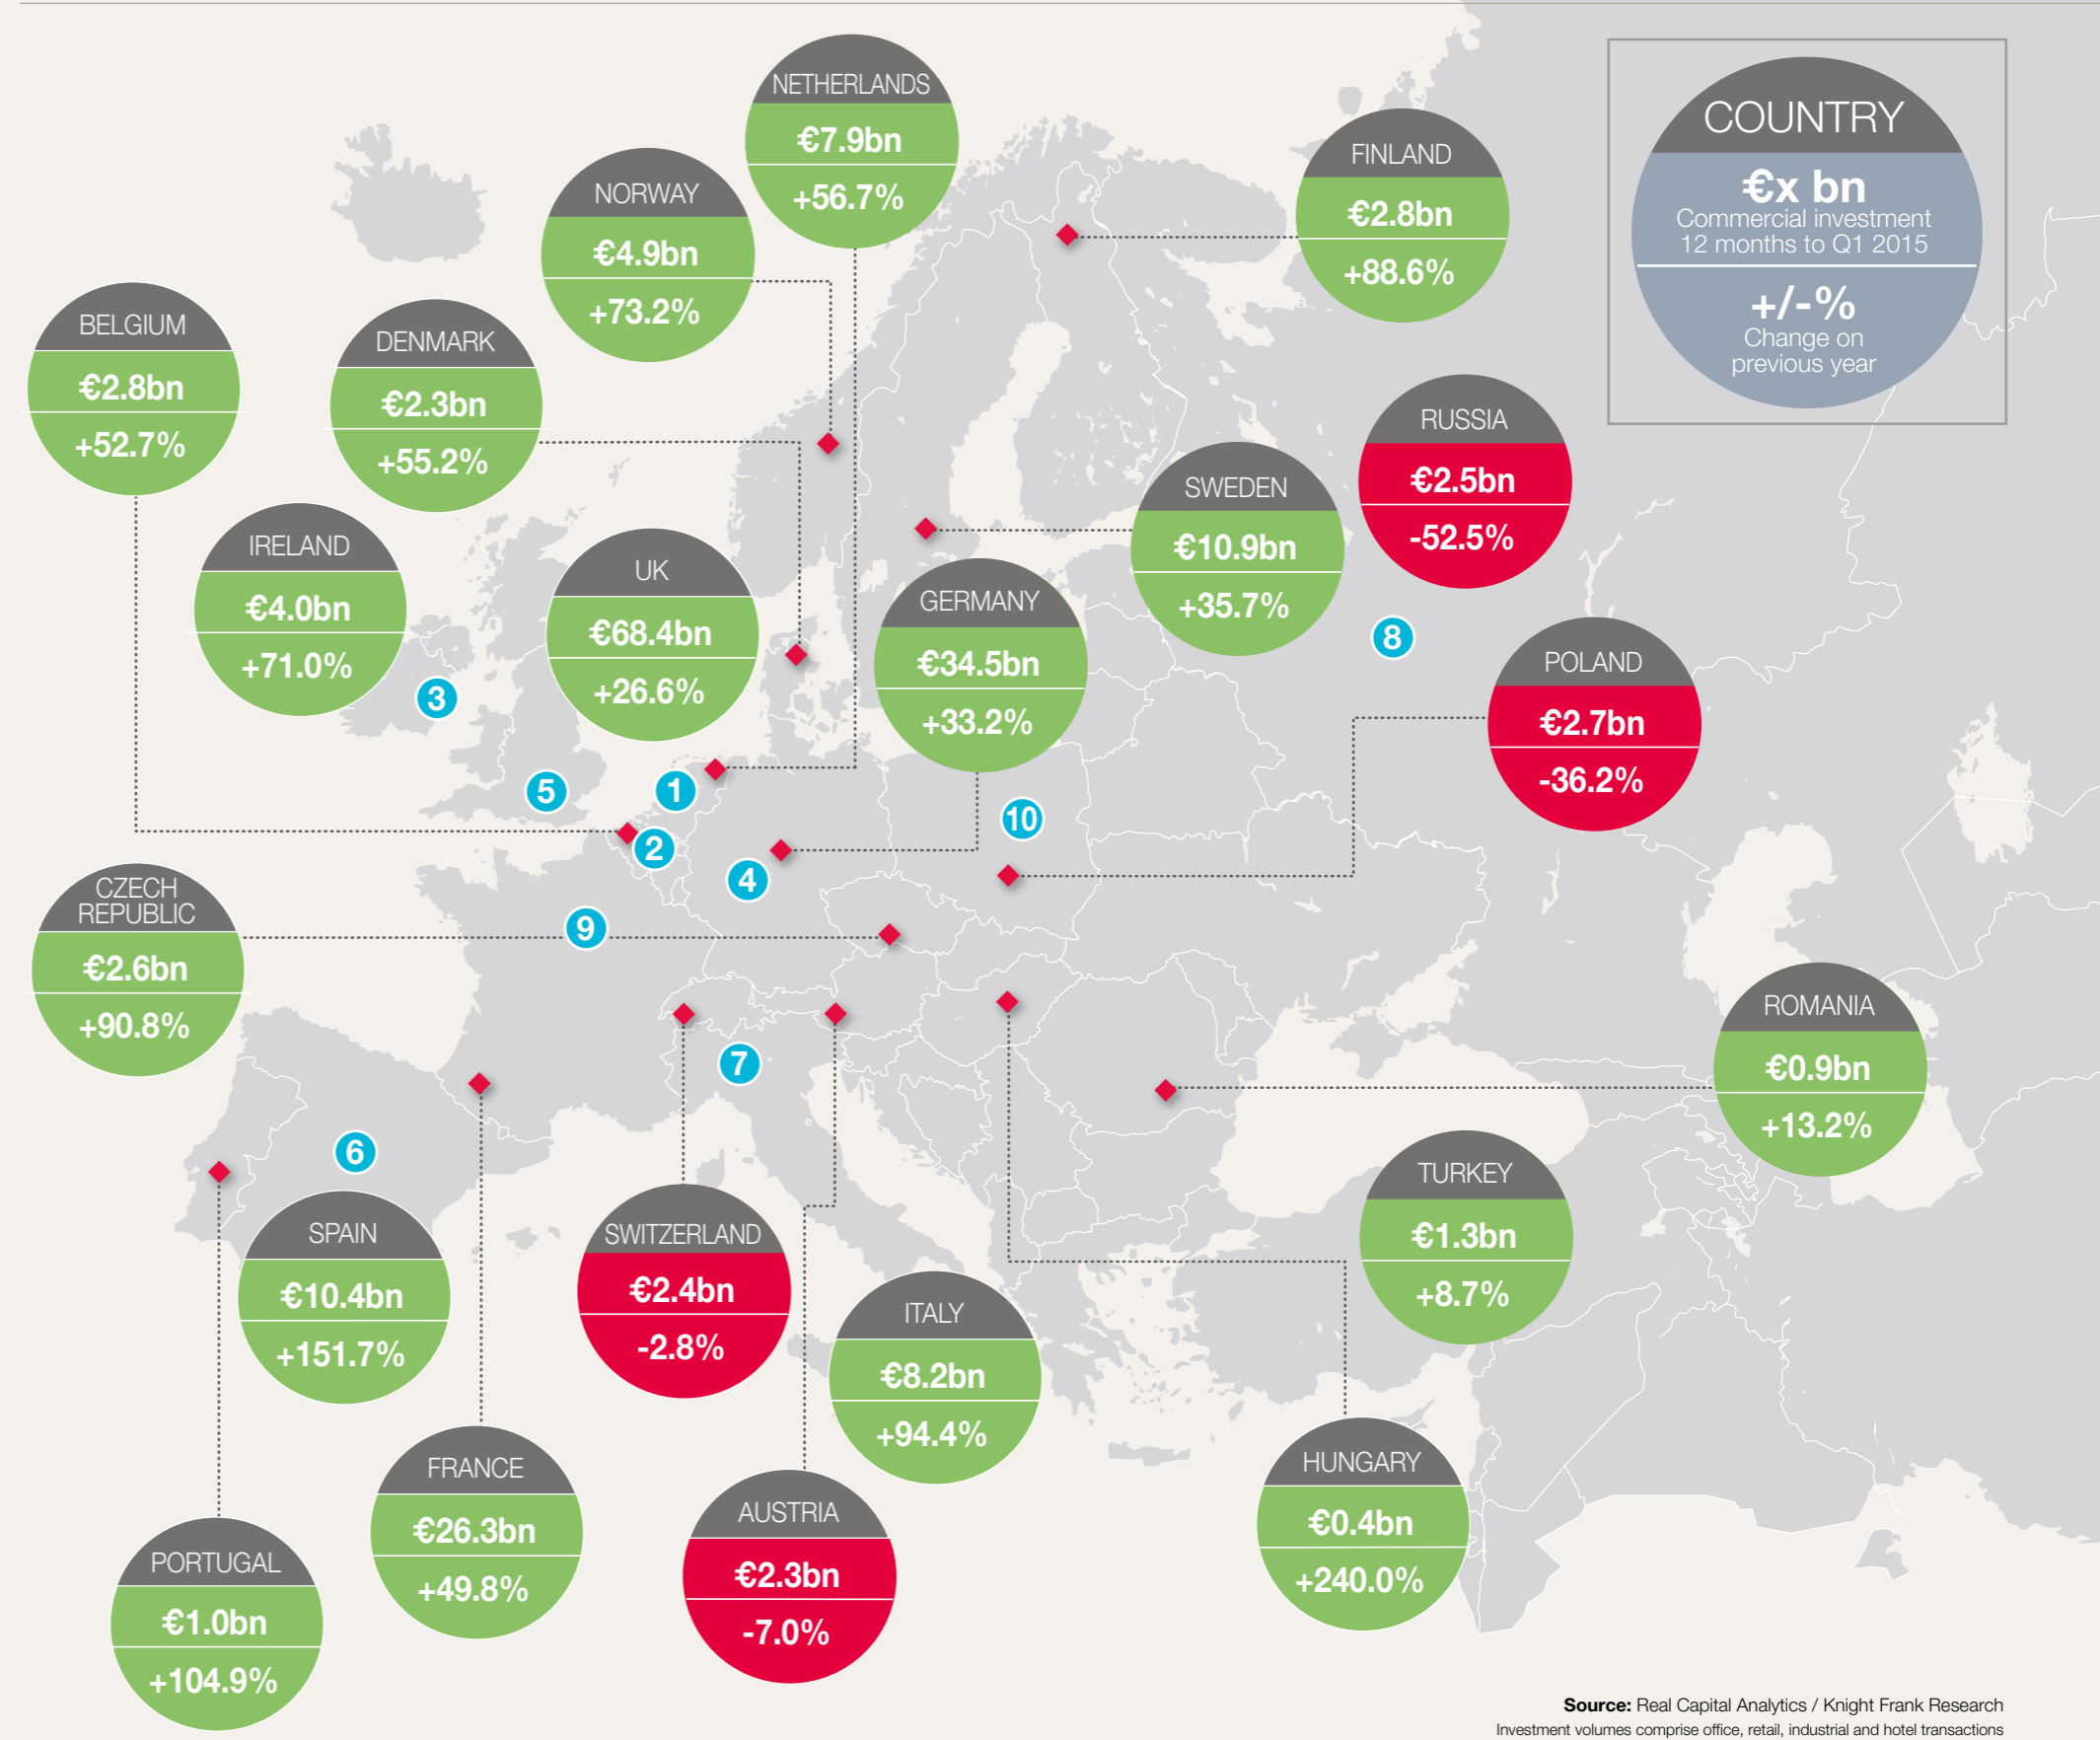 NETHERLANDS
€7.9bn
+56.7%
COUNTRY
€x bn
Commercial investment
12 months to Q1 2015
+/-%
Change on
previous year
FINLAND
€2.8bn
+88.6%
NORWAY
€4.9bn
+73.2%
BELGIUM
€2.8bn
+52.7%
DENMARK
€2.3bn
+55.2%
RUSSIA
€2.5bn
-52.5%
SWEDEN
€10.9bn
+35.7%
IRELAND
€4.0bn
+71.0%
UK
€68.4bn
+26.6%
GERMANY
€34.5bn
+33.2%
8
POLAND
€2.7bn
-36.2%
3
5
1
10
2
4
CZECH
REPUBLIC
€2.6bn
+90.8%
9
7
ROMANIA
€0.9bn
+13.2%
6
TURKEY
€1.3bn
+8.7%
SPAIN
€10.4bn
+151.7%
SWITZERLAND
€2.4bn
-2.8%
ITALY
€8.2bn
+94.4%
FRANCE
€26.3bn
+49.8%
HUNGARY
€0.4bn
+240.0%
AUSTRIA
€2.3bn
-7.0%
PORTUGAL
€1.0bn
+104.9%
Source: Real Capital Analytics / Knight Frank Research
Investment volumes comprise office, retail, industrial and hotel transactions